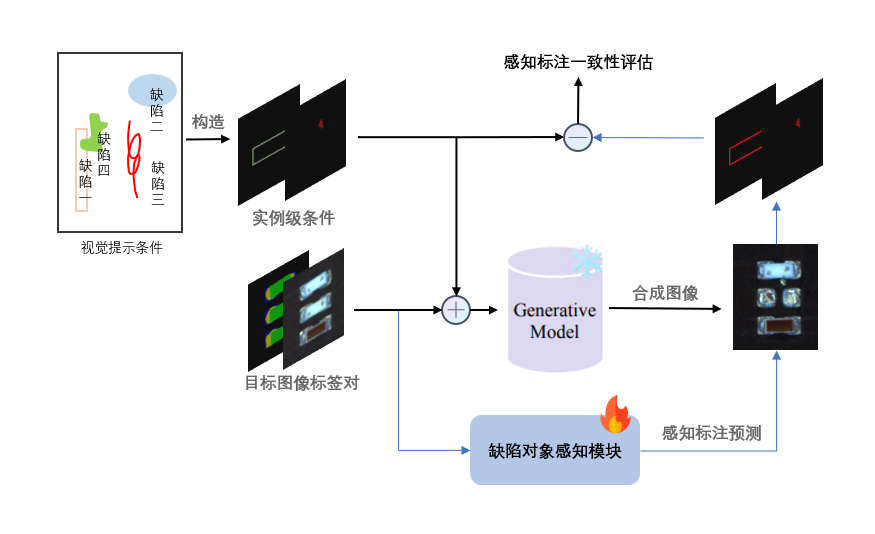 感知标注一致性评估
缺陷二
缺陷四
缺陷一
缺陷三
构造
4
4
实例级条件
视觉提示条件
Generative
Model
合成图像
目标图像标签对
缺陷对象感知模块
感知标注预测